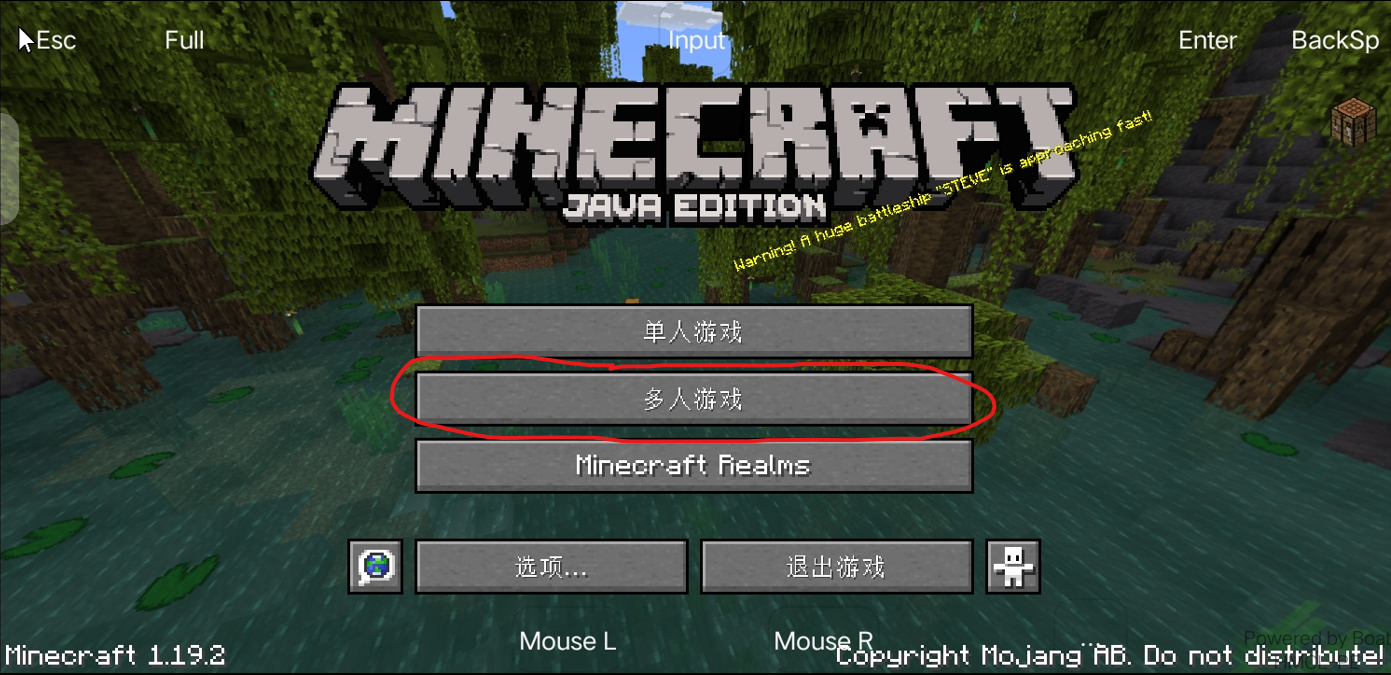 Esc Full Input Enter BackSp
MINECRAFT
JAVA EDITION
Warning! A huge battleship "STEVE" is approaching fast!
单人游戏
多人游戏
Minecraft Realms
选项... 退出游戏
Mouse L Mouse R ...
Powered by Boat
Minecraft 1.19.2 Copyright Mojang AB. Do not distribute!